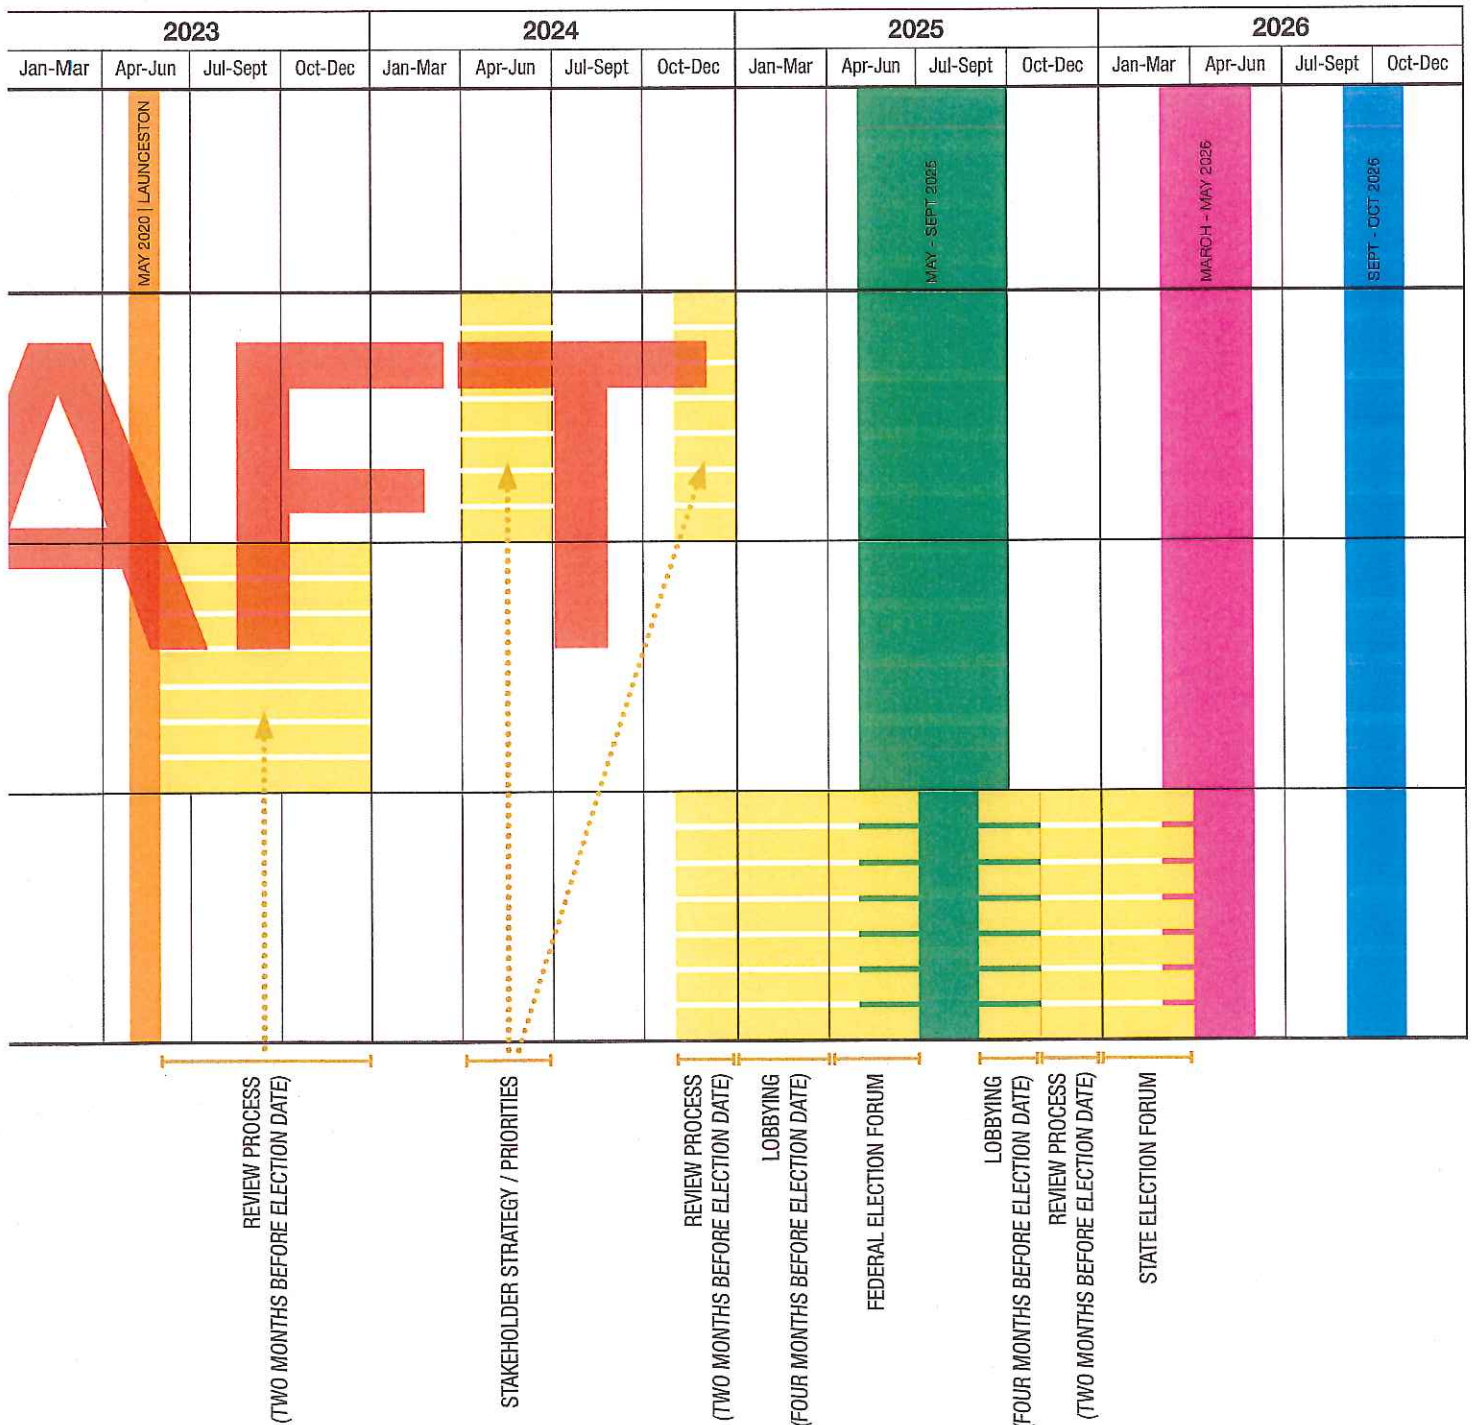 2023 2024 2025 2026
Jan-Mar Apr-Jun Jul-Sept Oct-Dec Jan-Mar Apr-Jun Jul-Sept Oct-Dec Jan-Mar Apr-Jun Jul-Sept Oct-Dec Jan-Mar Apr-Jun Jul-Sept Oct-Dec
MAY 2020 | LAUNCESTON
MAY - SEPT 2025
MARCH - MAY 2026
SEPT - OCT 2026
AFT
REVIEW PROCESS
(TWO MONTHS BEFORE ELECTION DATE)
STAKEHOLDER STRATEGY / PRIORITIES
REVIEW PROCESS
(TWO MONTHS BEFORE ELECTION DATE)
LOBBYING
(FOUR MONTHS BEFORE ELECTION DATE)
FEDERAL ELECTION FORUM
LOBBYING
(FOUR MONTHS BEFORE ELECTION DATE)
REVIEW PROCESS
(TWO MONTHS BEFORE ELECTION DATE)
STATE ELECTION FORUM